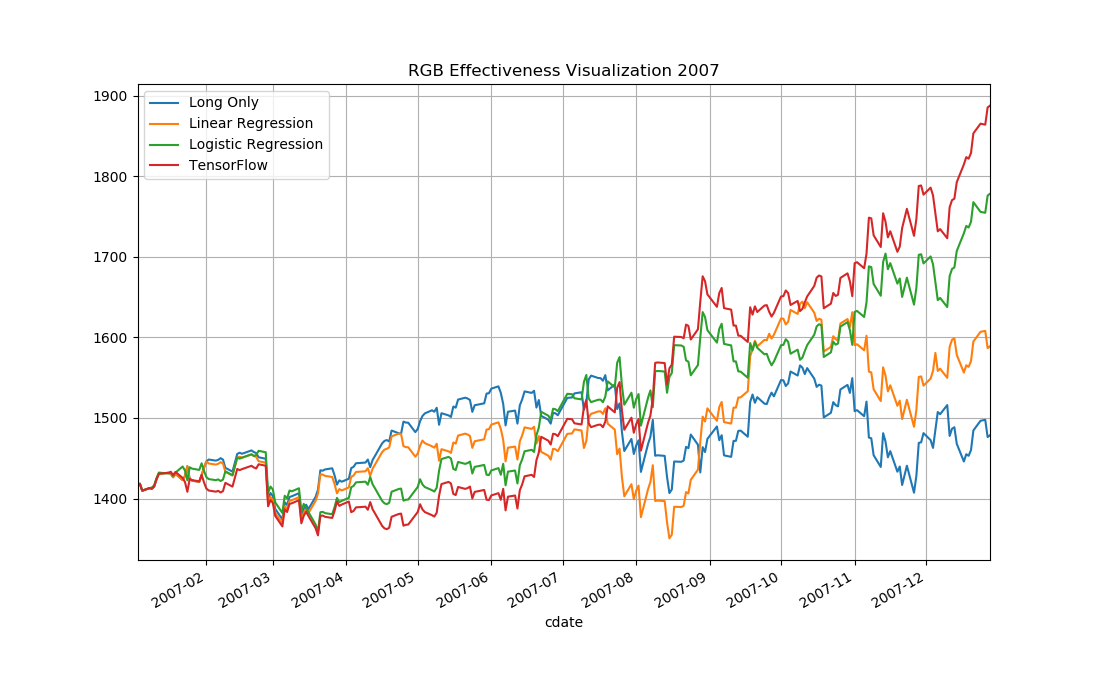 RGB Effectiveness Visualization 2007
1900
1800
1700
1600
1500
1400
Long Only
Linear Regression
Logistic Regression
TensorFlow
2007-02
2007-03
2007-04
2007-05
2007-06
2007-07
2007-08
2007-09
2007-10
2007-11
2007-12
cdate